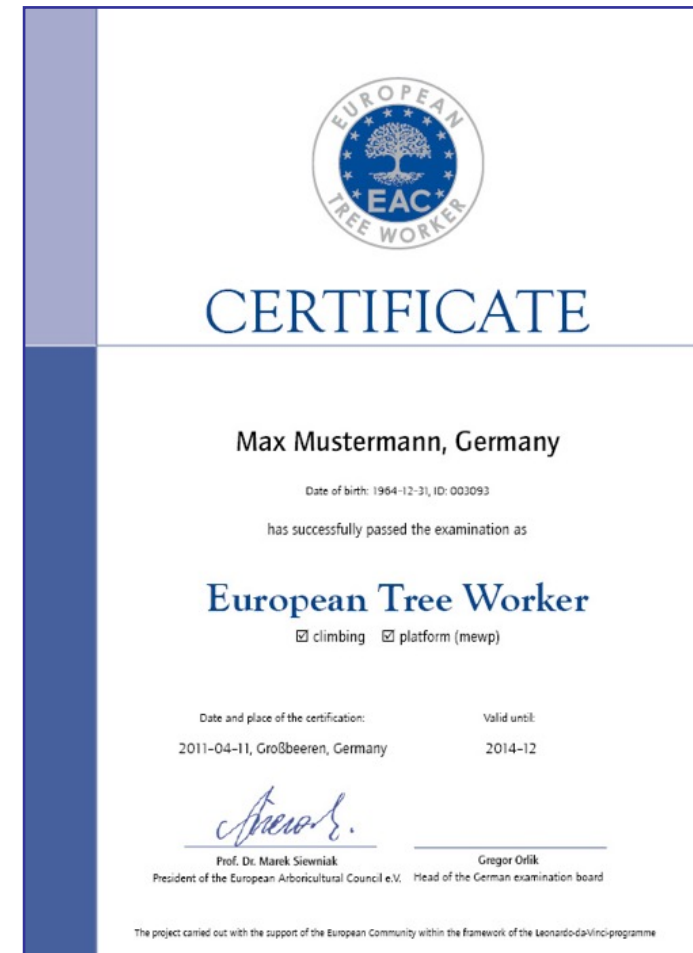 EUROPEAN
EAC
TREE WORKER
CERTIFICATE
Max Mustermann, Germany
Date of birth: 1964-12-31, ID: 003093
has successfully passed the examination as
European Tree Worker
☑ climbing ☑ platform (mewp)
Date and place of the certification: Valid until:
2011-04-11, Großbeeren, Germany 2014-12
Prof. Dr. Marek Siewniak Gregor Orlik
President of the European Arboricultural Council e.V. Head of the German examination board
The project carried out with the support of the European Community within the framework of the Leonardo-da-Vinci-programme